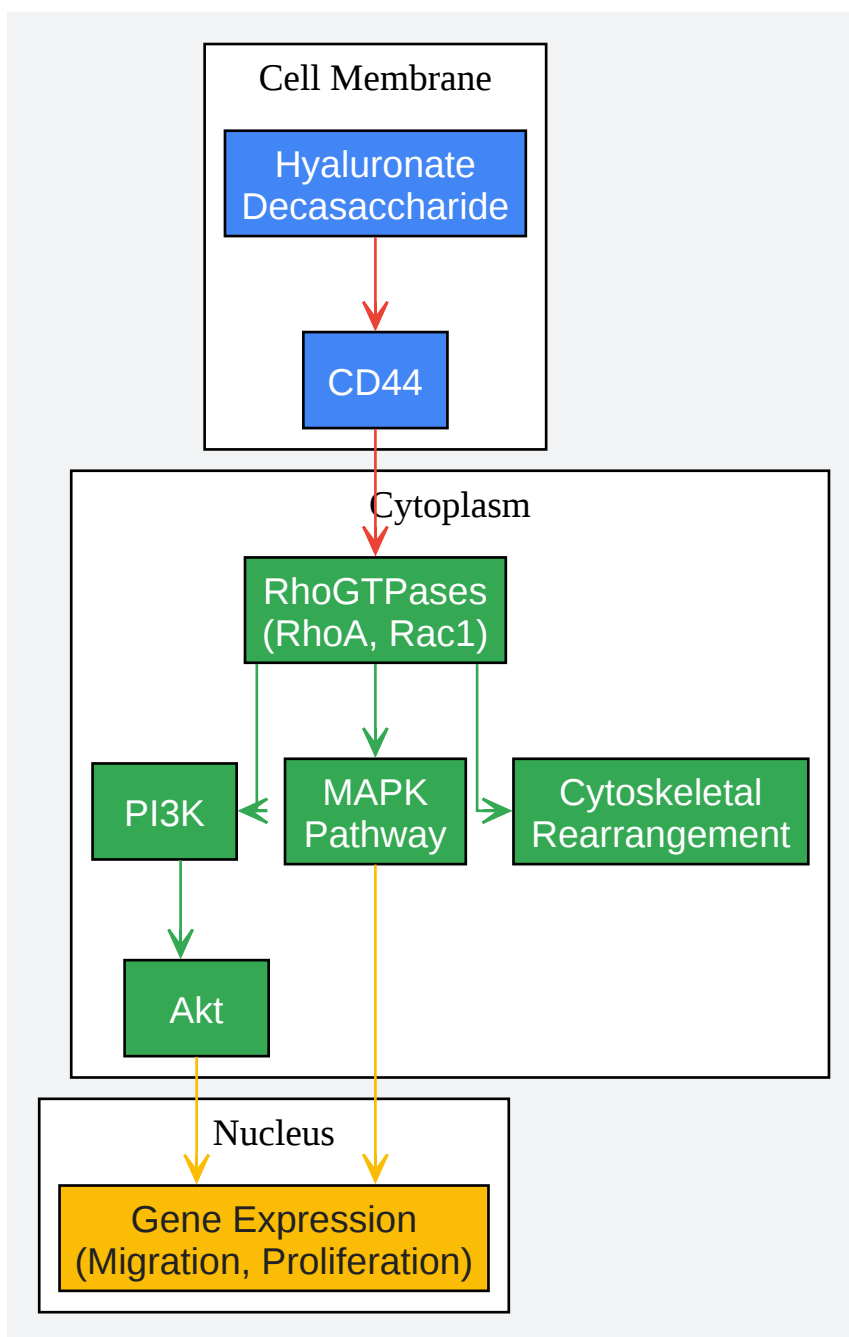 Cell Membrane
Hyaluronate
Decasaccharide
CD44
Cytoplasm
RhoGTPases
(RhoA, Rac1)
PI3K
MAPK
Pathway
Cytoskeletal
Rearrangement
Akt
Nucleus
Gene Expression
(Migration, Proliferation)